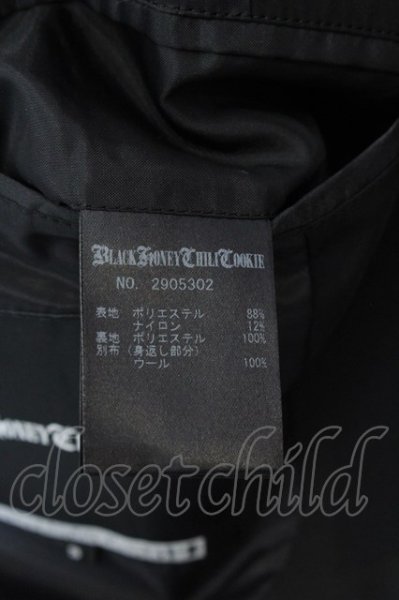 BLACK HONEY CHILI COOKIE
NO. 2905302
表地 ポリエステル 88%
ナイロン 12%
裏地 ポリエステル 100%
別布(身返し部分)
ウール 100%
closetchild